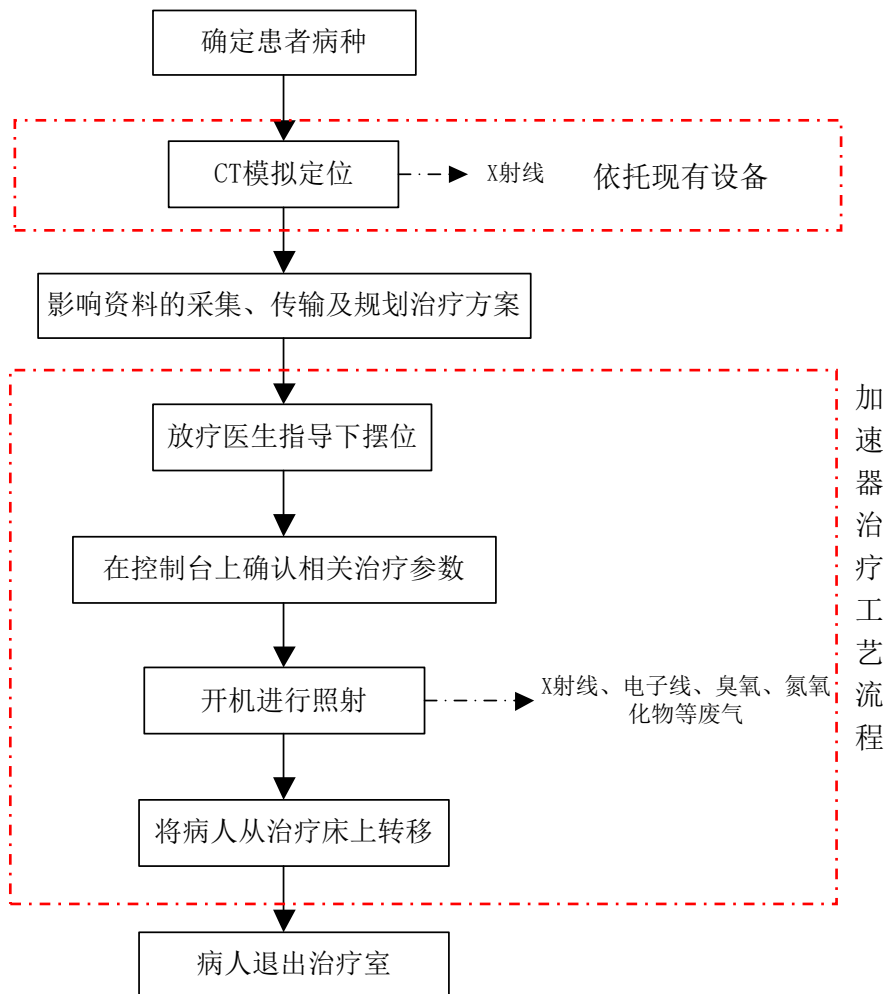 确定患者病种
CT模拟定位
X射线
依托现有设备
影响资料的采集、传输及规划治疗方案
放疗医生指导下摆位
在控制台上确认相关治疗参数
开机进行照射
X射线、电子线、臭氧、氮氧
化物等废气
将病人从治疗床上转移
病人退出治疗室
加速器治疗工艺流程